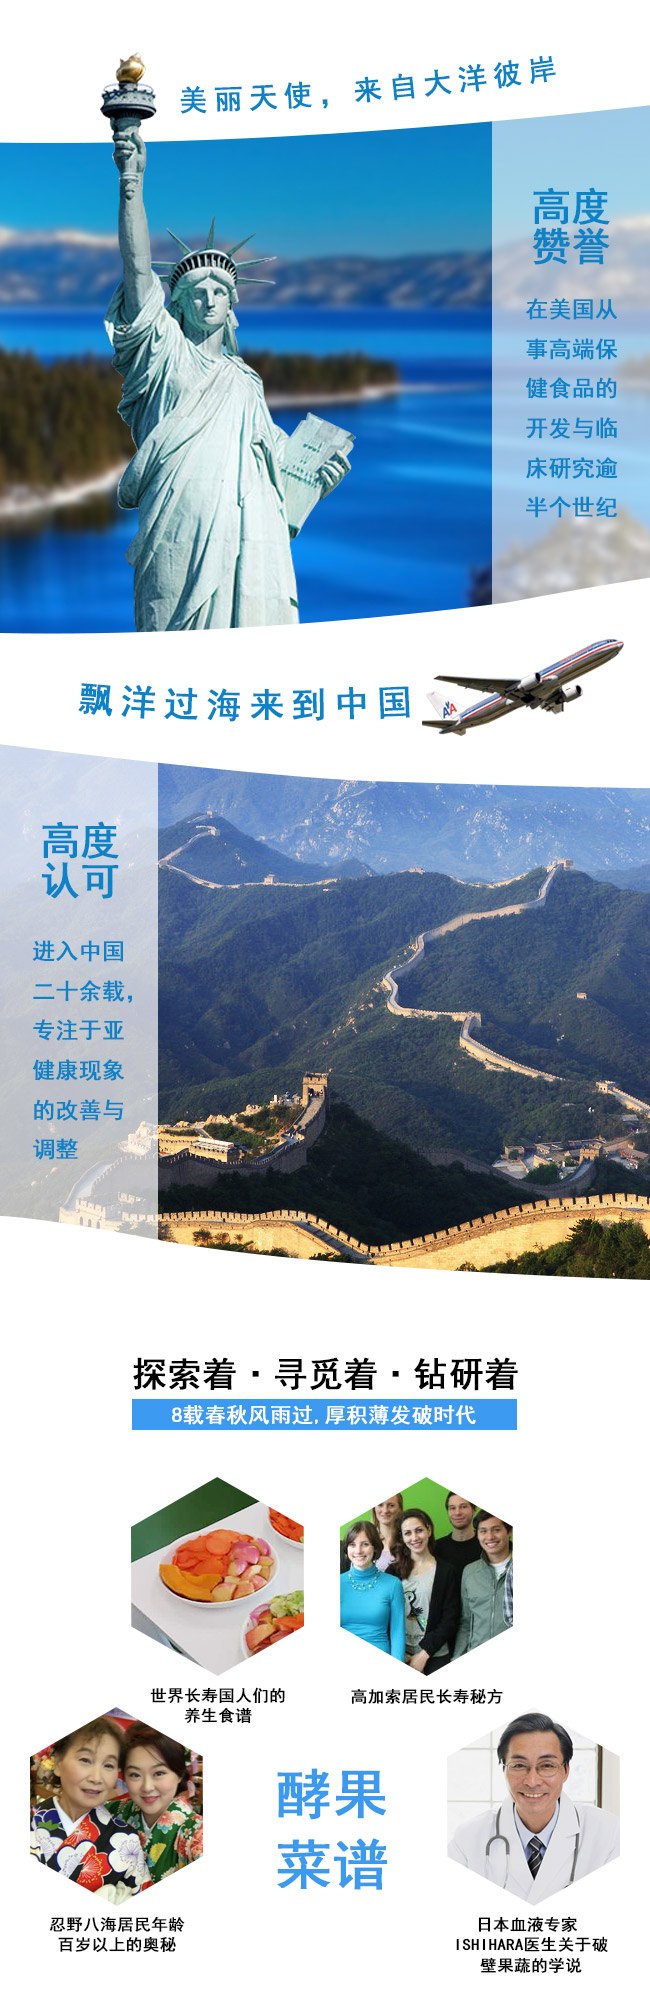 美丽天使，来自大洋彼岸
高度
赞誉
在美国从
事高端保
健食品的
开发与临
床研究逾
半个世纪
飘洋过海来到中国
AA
高度
认可
进入中国
二十余载，
专注于亚
健康现象
的改善与
调整
探索着·寻觅着·钻研着
8载春秋风雨过,厚积薄发破时代
世界长寿国人们的
养生食谱
高加索居民长寿秘方
酵果
菜谱
忍野八海居民年龄
百岁以上的奥秘
日本血液专家
ISHIHARA医生关于破
壁果蔬的学说